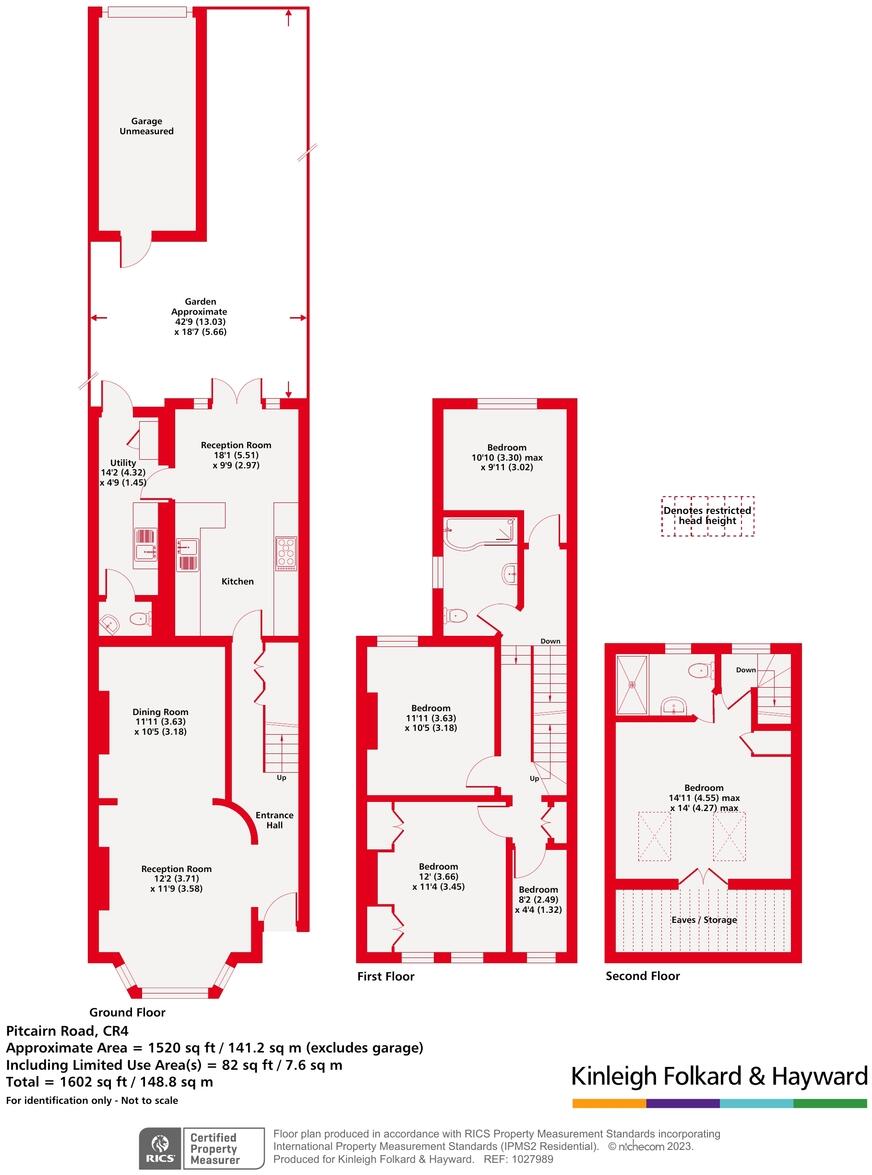 Garage
Unmeasured
Garden
Approximate
42'9 (13.03)
x 18'7 (5.66)
Reception Room
18'1 (5.51)
x 9'9 (2.97)
Utility
14'2 (4.32)
x 4'9 (1.45)
Kitchen
Dining Room
11'11 (3.63)
x 10'5 (3.18)
Up
Entrance
Hall
Reception Room
12'2 (3.71)
x 11'9 (3.58)
Ground Floor
Bedroom
10'10 (3.30) max
x 9'11 (3.02)
Down
Bedroom
11'11 (3.63)
x 10'5 (3.18)
Up
Bedroom
12' (3.66)
x 11'4 (3.45)
Bedroom
8'2 (2.49)
x 4'4 (1.32)
First Floor
Denotes restricted
head height
Down
Bedroom
14'11 (4.55) max
x 14' (4.27) max
Eaves / Storage
Second Floor
Pitcairn Road, CR4
Approximate Area = 1520 sq ft / 141.2 sq m (excludes garage)
Including Limited Use Area(s) = 82 sq ft / 7.6 sq m
Total = 1602 sq ft / 148.8 sq m
For identification only - Not to scale
Kinleigh Folkard & Hayward
RICS
Certified
Property
Measurer
Floor plan produced in accordance with RICS Property Measurement Standards incorporating
International Property Measurement Standards (IPMS2 Residential). © n!checom 2023.
Produced for Kinleigh Folkard & Hayward. REF: 1027989